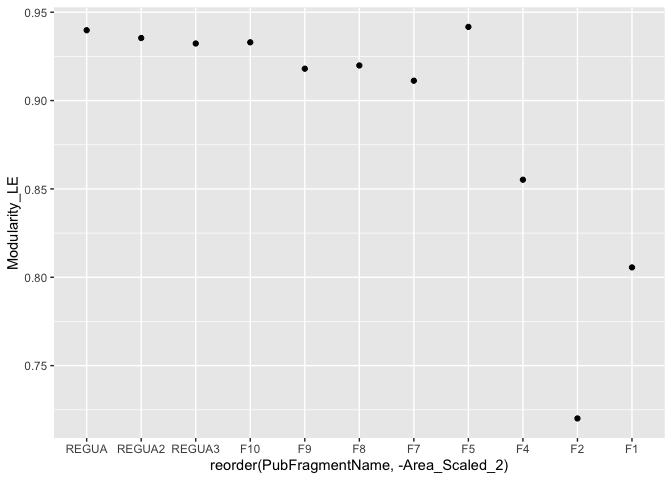 0.95
0.90
0.85
0.80
0.75
Modularity_LE
REGUA REGUA2 REGUA3 F10 F9 F8 F7 F5 F4 F2 F1
reorder(PubFragmentName, -Area_Scaled_2)